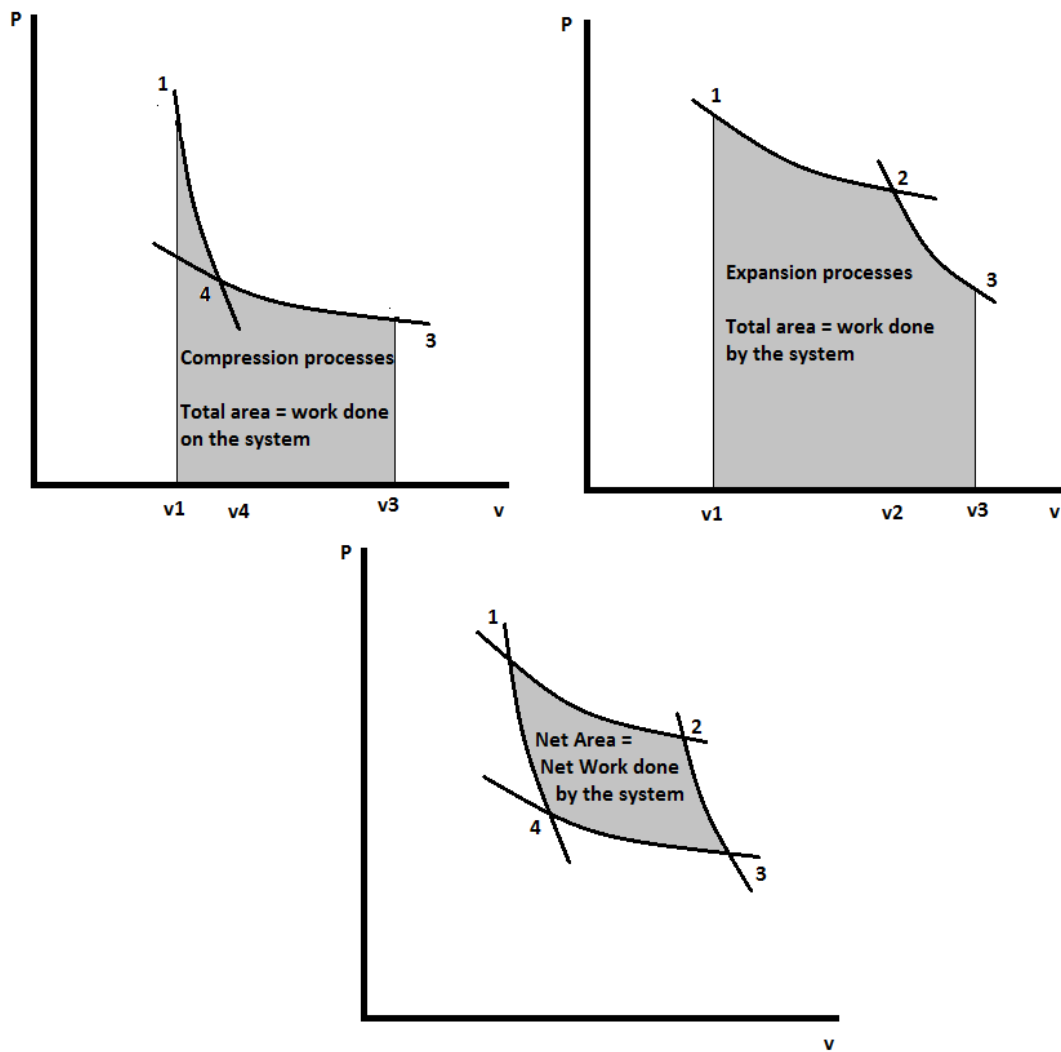 P
1
4
3
Compression processes
Total area = work done
on the system
v1
v4
v3
v
P
1
2
3
Expansion processes
Total area = work done
by the system
v1
v2
v3
v
P
1
2
Net Area =
Net Work done
by the system
4
3
v